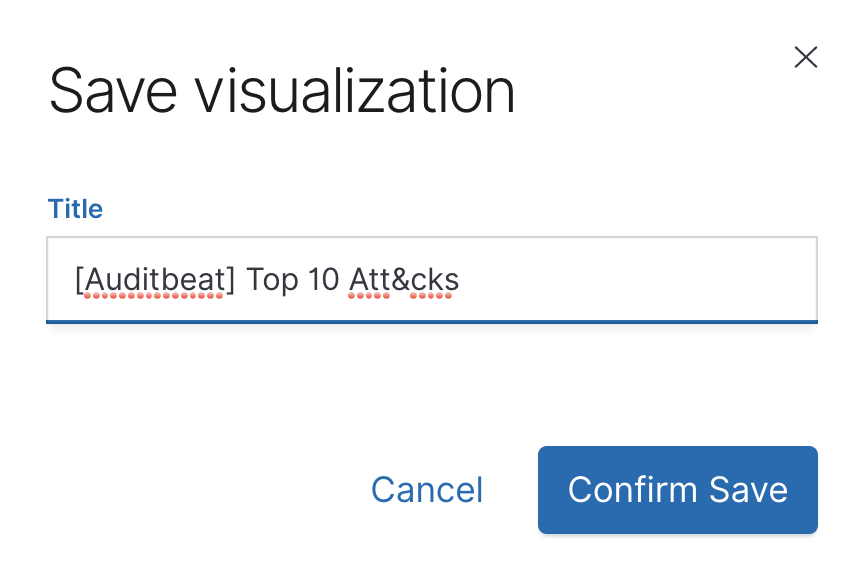 Save visualization
Title
[Auditbeat] Top 10 Att&cks
Cancel
Confirm Save